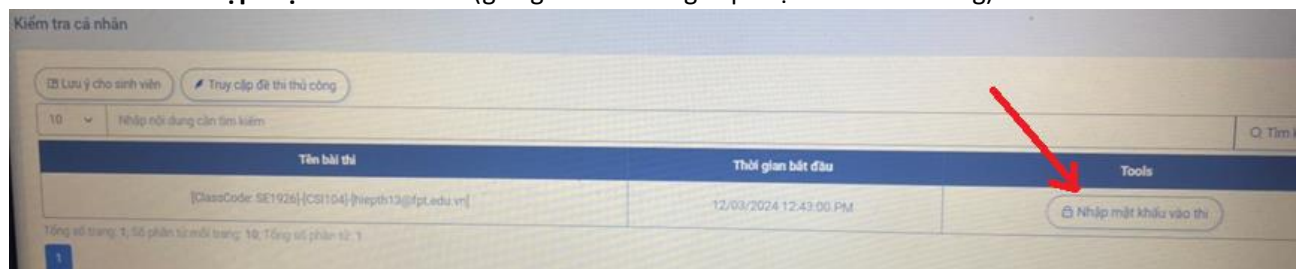 Kiểm tra cá nhân
Lưu ý cho sinh viên
Truy cập đề thi thủ công
10 Nhập nội dung cần tìm kiếm
Tìm
Tên bài thi Thời gian bắt đầu Tools
[ClassCode: SE1926]-[CSI104]-[hiepth13@fpt.edu.vn] 12/03/2024 12:43:00 PM Nhập mật khẩu vào thi
Tổng số trang: 1, Số phần tử mỗi trang: 10, Tổng số phần tử: 1
1